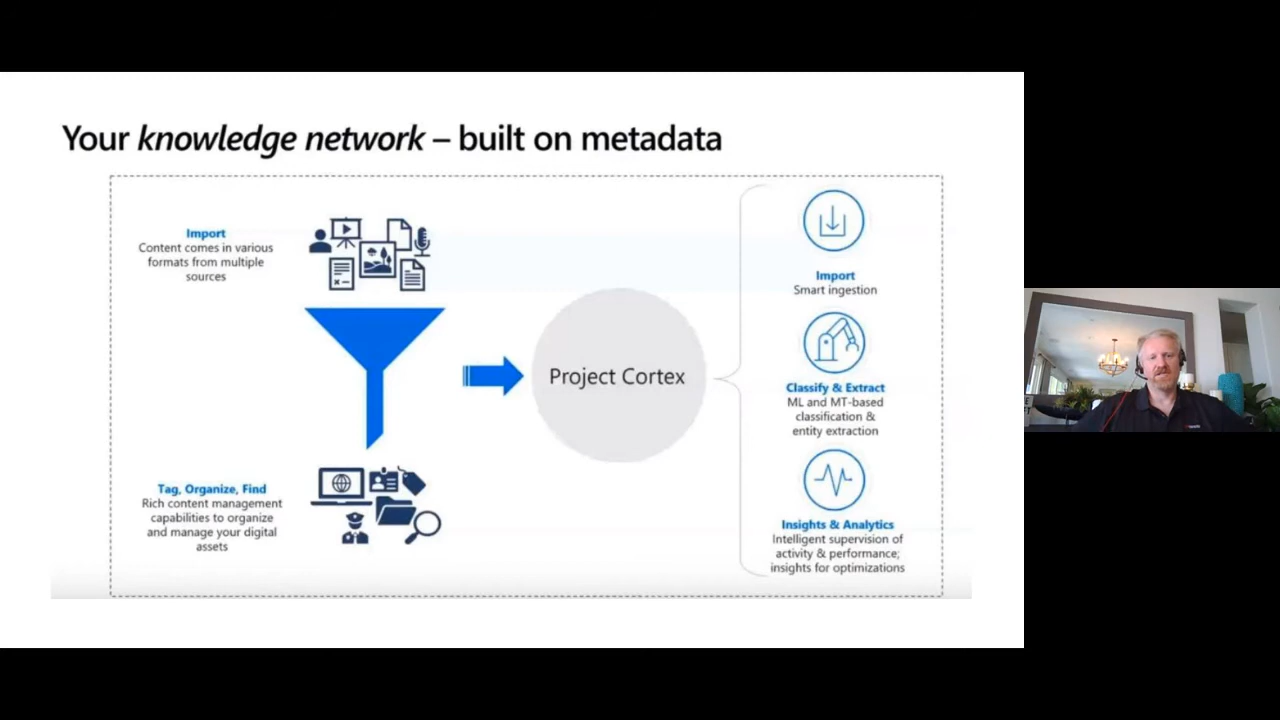 Your knowledge network – built on metadata
Import
Content comes in various
formats from multiple
sources
Tag, Organize, Find
Rich content management
capabilities to organize
and manage your digital
assets
Project Cortex
Import
Smart ingestion
Classify & Extract
ML and MT-based
classification &
entity extraction
Insights & Analytics
Intelligent supervision of
activity & performance;
insights for optimizations